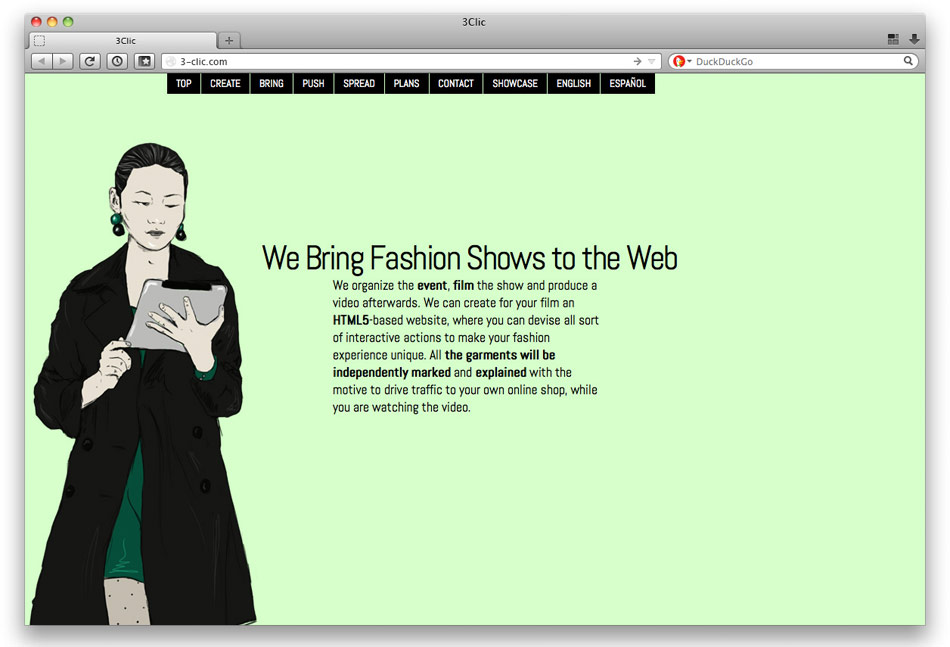 3Clic
3Clic
3-clic.com
DuckDuckGo
TOP CREATE BRING PUSH SPREAD PLANS CONTACT SHOWCASE ENGLISH ESPAÑOL
We Bring Fashion Shows to the Web
We organize the event, film the show and produce a
video afterwards. We can create for your film an
HTML5-based website, where you can devise all sort
of interactive actions to make your fashion
experience unique. All the garments will be
independently marked and explained with the
motive to drive traffic to your own online shop, while
you are watching the video.